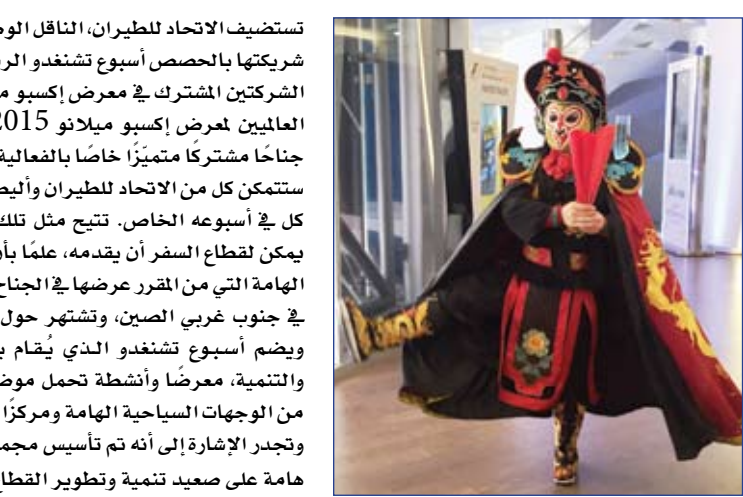 تستضيف الاتحاد للطيران، الناقل
شريكتها بالحصص أسبوع تشنغدو
الشركتين المشترك في معرض إكسبو
العالميين لمعرض إكسبو ميلانو 2015
جناحًا مشتركًا متميّزًا خاصًا بالفعالية
ستتمكن كل من الاتحاد للطيران
كل في أسبوعه الخاص. تتيح مثل تلك
يمكن لقطاع السفر أن يقدمه، علمًا
الهامة التي من المقرر عرضها في الجناح
في جنوب غربي الصين، وتشتهر حول
ويضم أسبوع تشنغدو الذي يُقام
والتنمية، معرضًا وأنشطة تحمل
من الوجهات السياحية الهامة ومركزًا
وتجدر الإشارة إلى أنه تم تأسيس
هامة على صعيد تنمية وتطوير القطاع